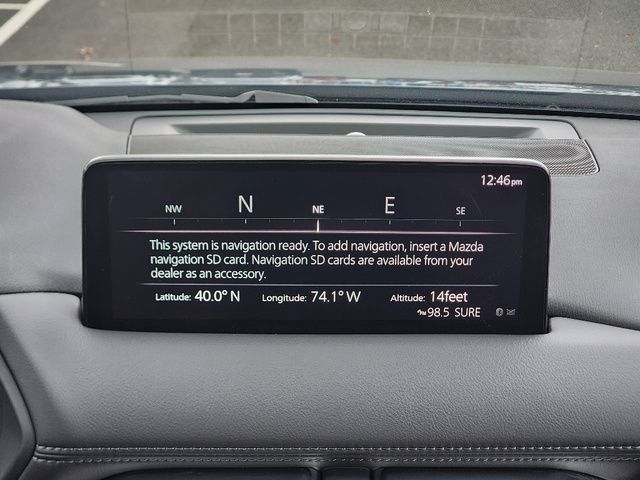 12:46pm
NW N NE E SE
This system is navigation ready. To add navigation, insert a Mazda
navigation SD card. Navigation SD cards are available from your
dealer as an accessory.
Latitude: 40.0° N Longitude: 74.1° W Altitude: 14feet
98.5 SURE